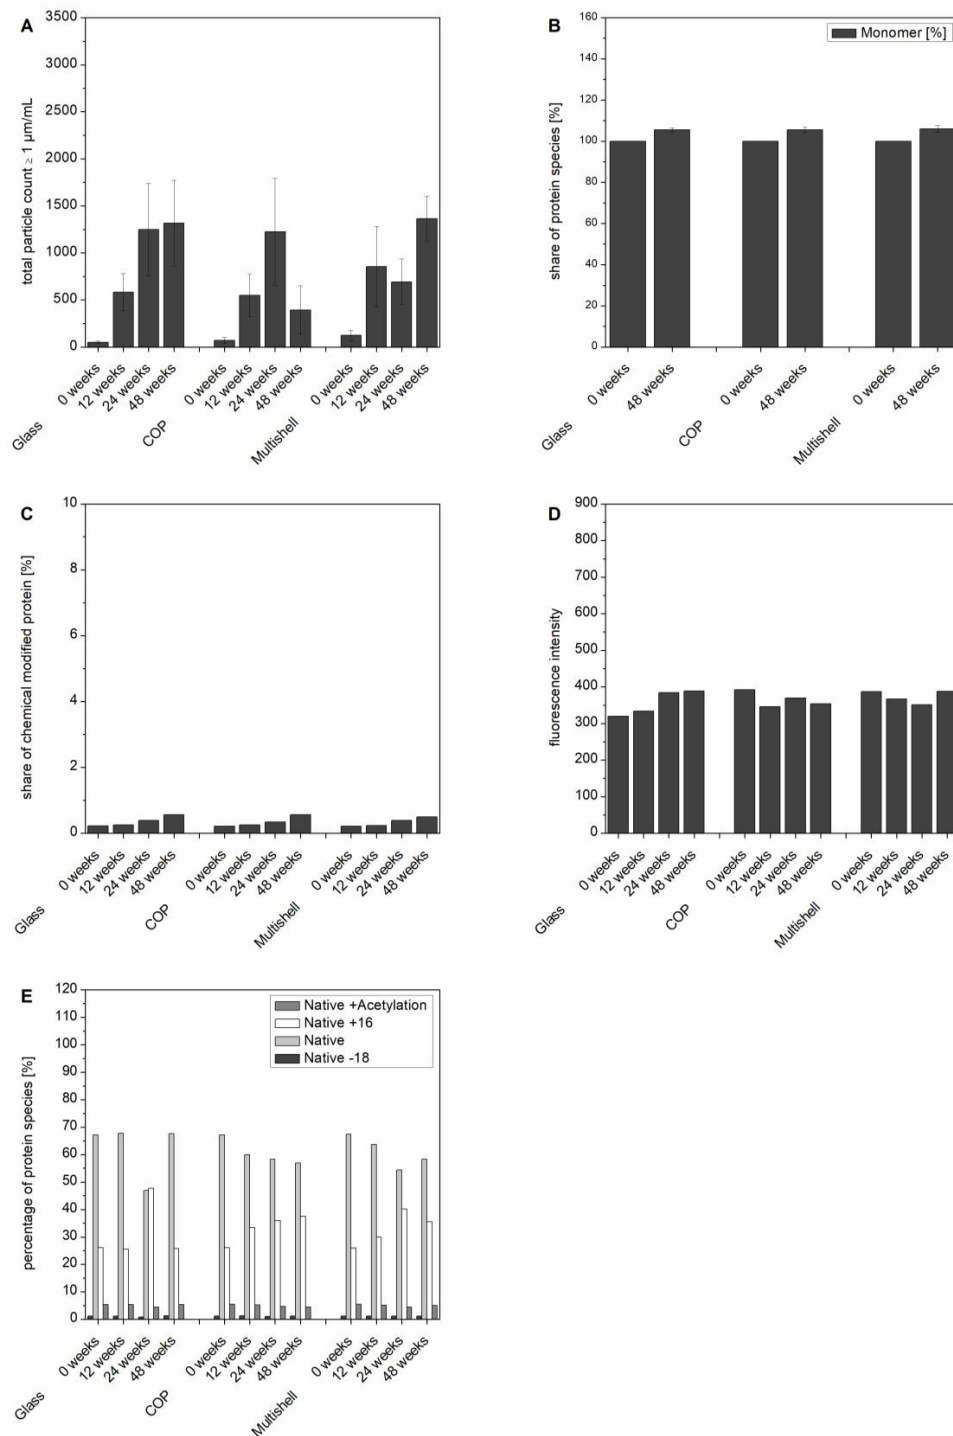 A
3500
3000
2500
2000
1500
1000
500
0
total particle count ≥ 1 µm/mL
0 weeks
12 weeks
24 weeks
48 weeks
0 weeks
12 weeks
24 weeks
48 weeks
0 weeks
12 weeks
24 weeks
48 weeks
Glass
COP
Multishell
B
160
140
120
100
80
60
40
20
0
share of protein species [%]
Monomer [%]
0 weeks
48 weeks
0 weeks
48 weeks
0 weeks
48 weeks
Glass
COP
Multishell
C
10
8
6
4
2
0
share of chemical modified protein [%]
0 weeks
12 weeks
24 weeks
48 weeks
0 weeks
12 weeks
24 weeks
48 weeks
0 weeks
12 weeks
24 weeks
48 weeks
Glass
COP
Multishell
D
900
800
700
600
500
400
300
200
100
0
fluorescence intensity
0 weeks
12 weeks
24 weeks
48 weeks
0 weeks
12 weeks
24 weeks
48 weeks
0 weeks
12 weeks
24 weeks
48 weeks
Glass
COP
Multishell
E
120
110
100
90
80
70
60
50
40
30
20
10
0
percentage of protein species [%]
Native +Acetylation
Native +16
Native
Native -18
0 weeks
12 weeks
24 weeks
48 weeks
0 weeks
12 weeks
24 weeks
48 weeks
0 weeks
12 weeks
24 weeks
48 weeks
Glass
COP
Multishell